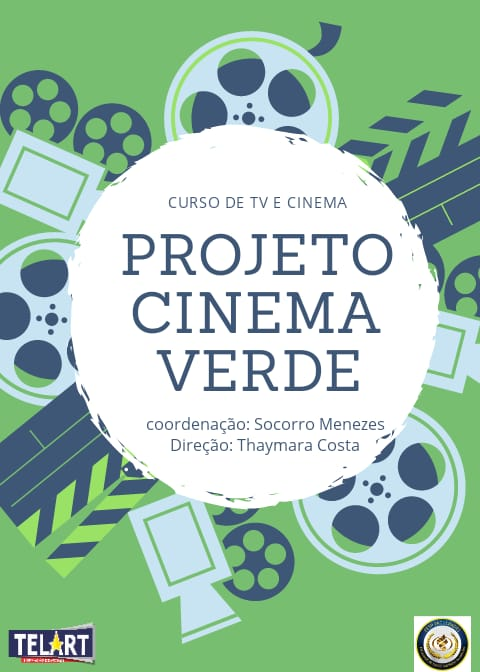 CURSO DE TV E CINEMA
PROJETO
CINEMA
VERDE
coordenação: Socorro Menezes
Direção: Thaymara Costa
TELART